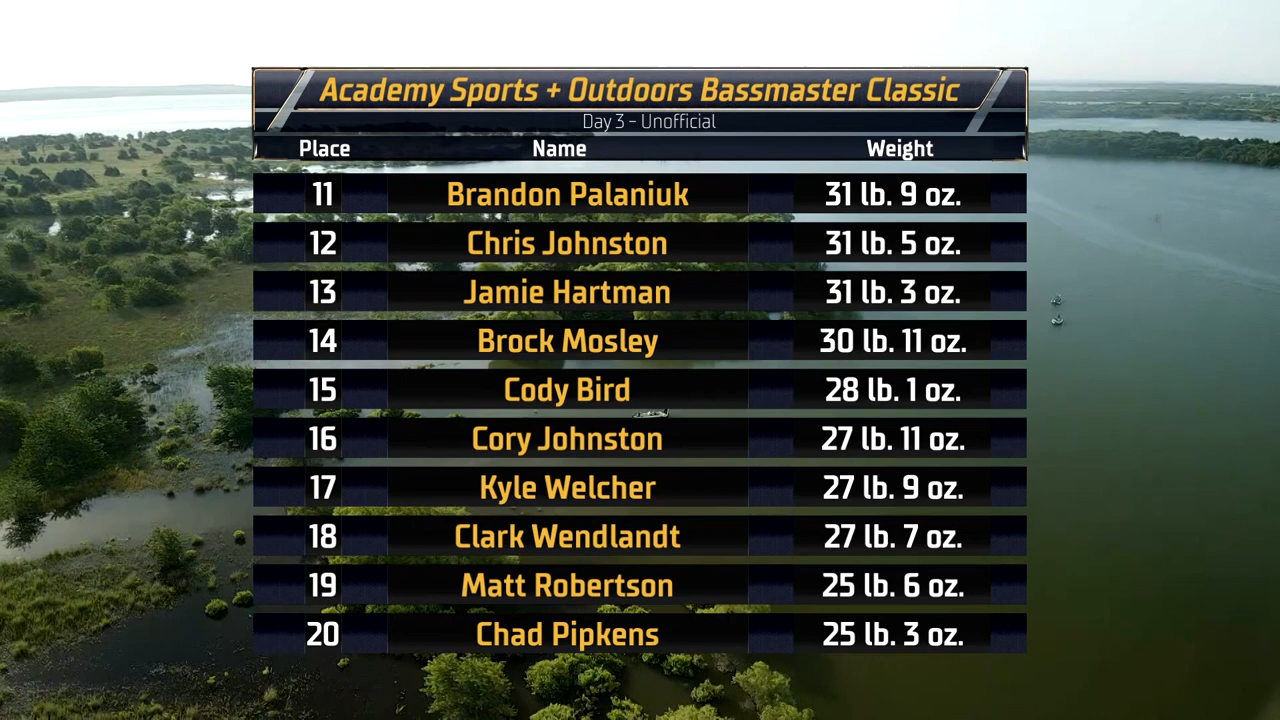 Academy Sports + Outdoors Bassmaster Classic
Day 3 - Unofficial
Place Name Weight
11 Brandon Palaniuk 31 lb. 9 oz.
12 Chris Johnston 31 lb. 5 oz.
13 Jamie Hartman 31 lb. 3 oz.
14 Brock Mosley 30 lb. 11 oz.
15 Cody Bird 28 lb. 1 oz.
16 Cory Johnston 27 lb. 11 oz.
17 Kyle Welcher 27 lb. 9 oz.
18 Clark Wendlandt 27 lb. 7 oz.
19 Matt Robertson 25 lb. 6 oz.
20 Chad Pipkens 25 lb. 3 oz.